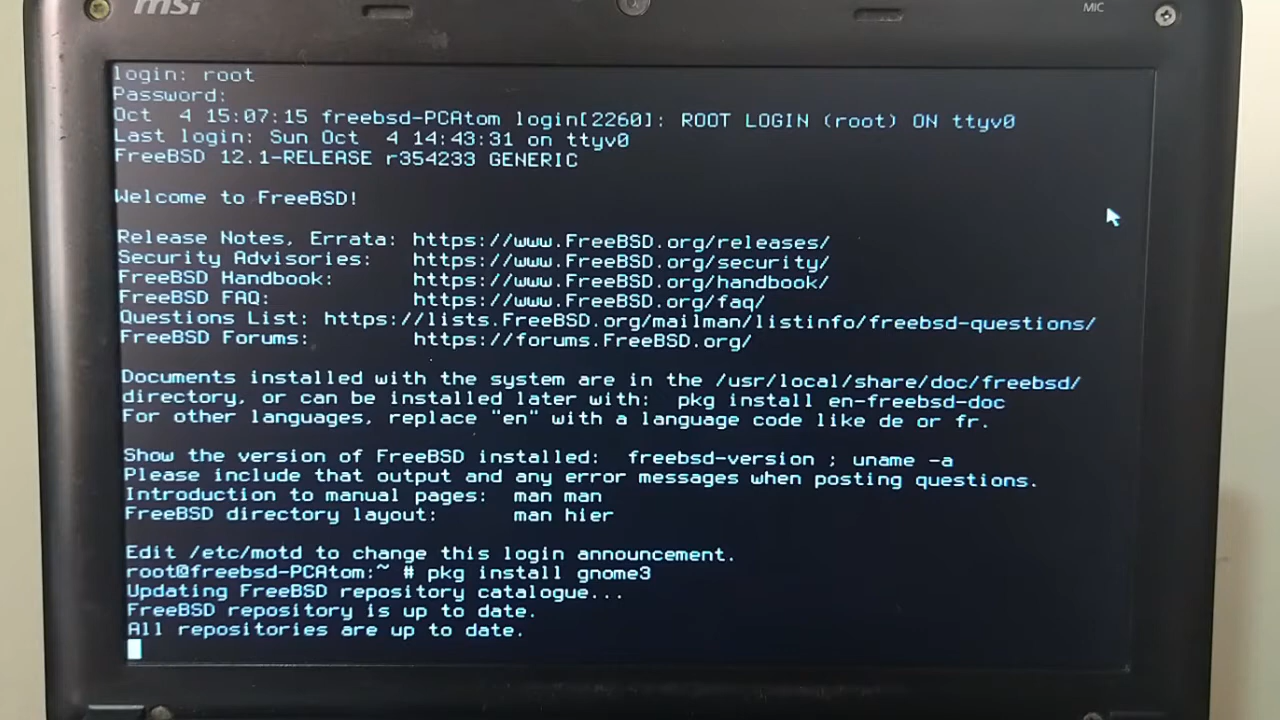 msi
MIC
login: root
Password:
Oct  4 15:07:15 freebsd-PCAtom login[2260]: ROOT LOGIN (root) ON ttyv0
Last login: Sun Oct  4 14:43:31 on ttyv0
FreeBSD 12.1-RELEASE r354233 GENERIC
Welcome to FreeBSD!
Release Notes, Errata: https://www.FreeBSD.org/releases/
Security Advisories:   https://www.FreeBSD.org/security/
FreeBSD Handbook:      https://www.FreeBSD.org/handbook/
FreeBSD FAQ:           https://www.FreeBSD.org/faq/
Questions List: https://lists.FreeBSD.org/mailman/listinfo/freebsd-questions/
FreeBSD Forums:        https://forums.FreeBSD.org/
Documents installed with the system are in the /usr/local/share/doc/freebsd/
directory, or can be installed later with:  pkg install en-freebsd-doc
For other languages, replace "en" with a language code like de or fr.
Show the version of FreeBSD installed:  freebsd-version ; uname -a
Please include that output and any error messages when posting questions.
Introduction to manual pages:  man man
FreeBSD directory layout:      man hier
Edit /etc/motd to change this login announcement.
root@freebsd-PCAtom:~ # pkg install gnome3
Updating FreeBSD repository catalogue...
FreeBSD repository is up to date.
All repositories are up to date.